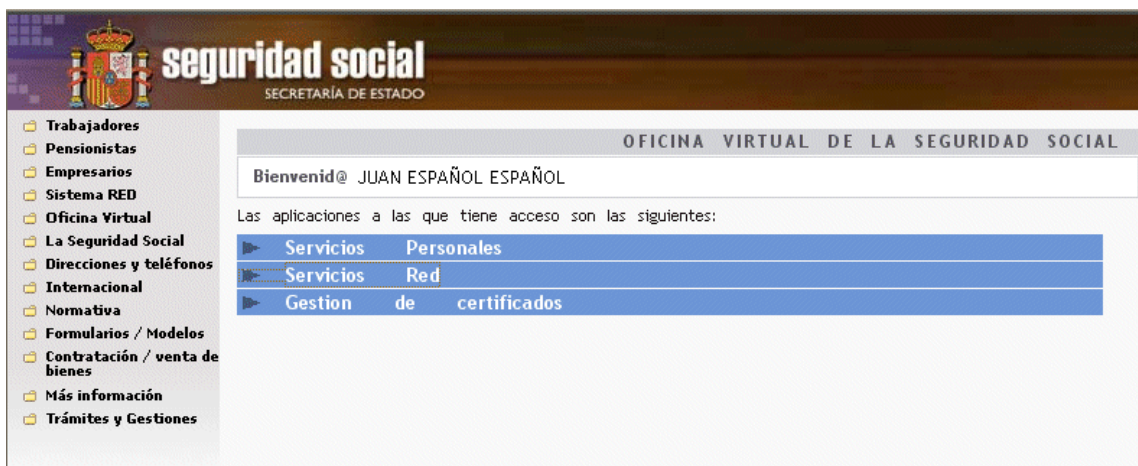 seguridad social
SECRETARÍA DE ESTADO
Trabajadores
Pensionistas
Empresarios
Sistema RED
Oficina Virtual
La Seguridad Social
Direcciones y teléfonos
Internacional
Normativa
Formularios / Modelos
Contratación / venta de
bienes
Más información
Trámites y Gestiones
OFICINA VIRTUAL DE LA SEGURIDAD SOCIAL
Bienvenid@ JUAN ESPAÑOL ESPAÑOL
Las aplicaciones a las que tiene acceso son las siguientes:
Servicios Personales
Servicios Red
Gestion de certificados